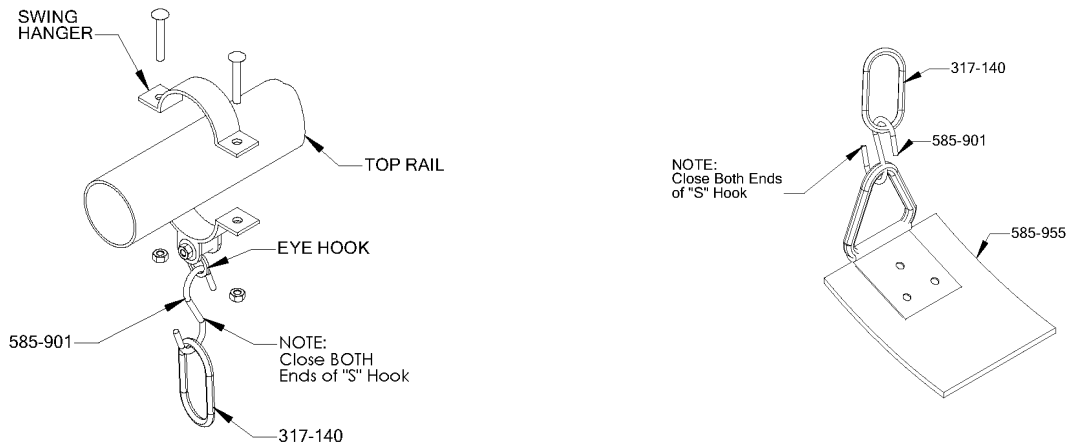 SWING
HANGER
TOP RAIL
EYE HOOK
585-901
NOTE:
Close BOTH
Ends of "S" Hook
317-140
317-140
585-901
NOTE:
Close Both Ends
of "S" Hook
585-955